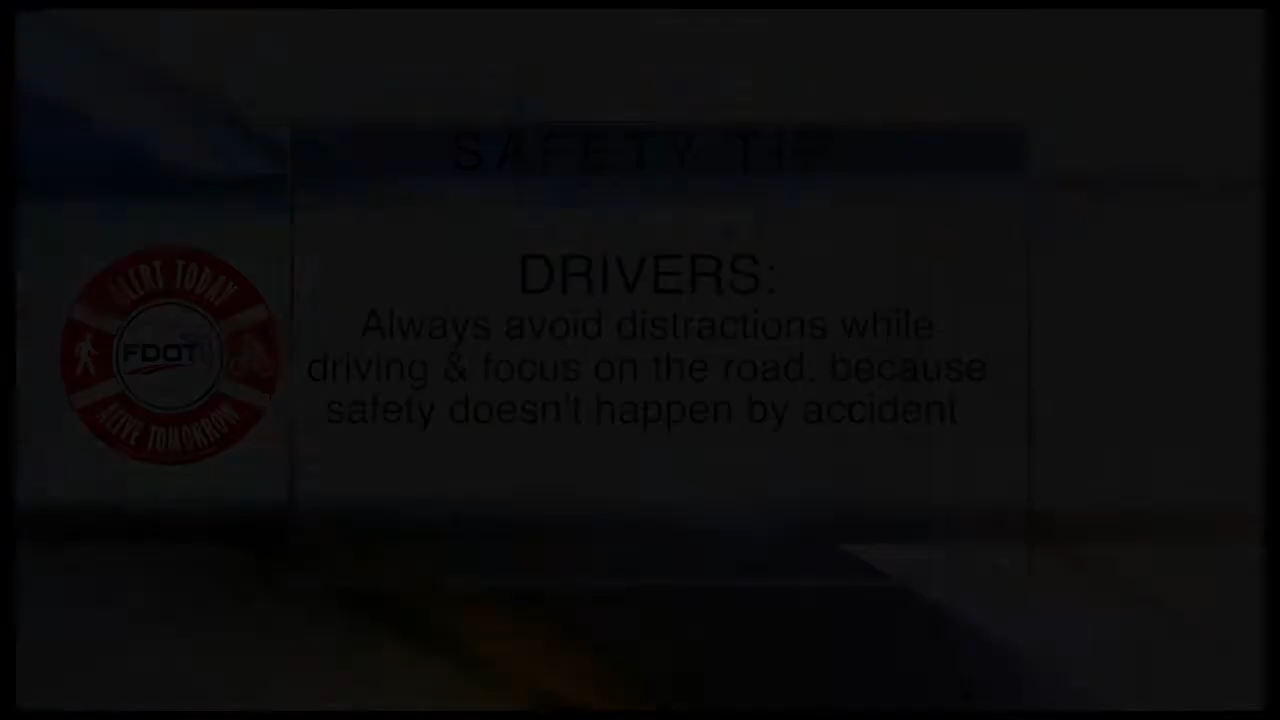 SAFETY TIP
ALERT TODAY
FDOT
ALIVE TOMORROW
DRIVERS:
Always avoid distractions while
driving & focus on the road, because
safety doesn't happen by accident